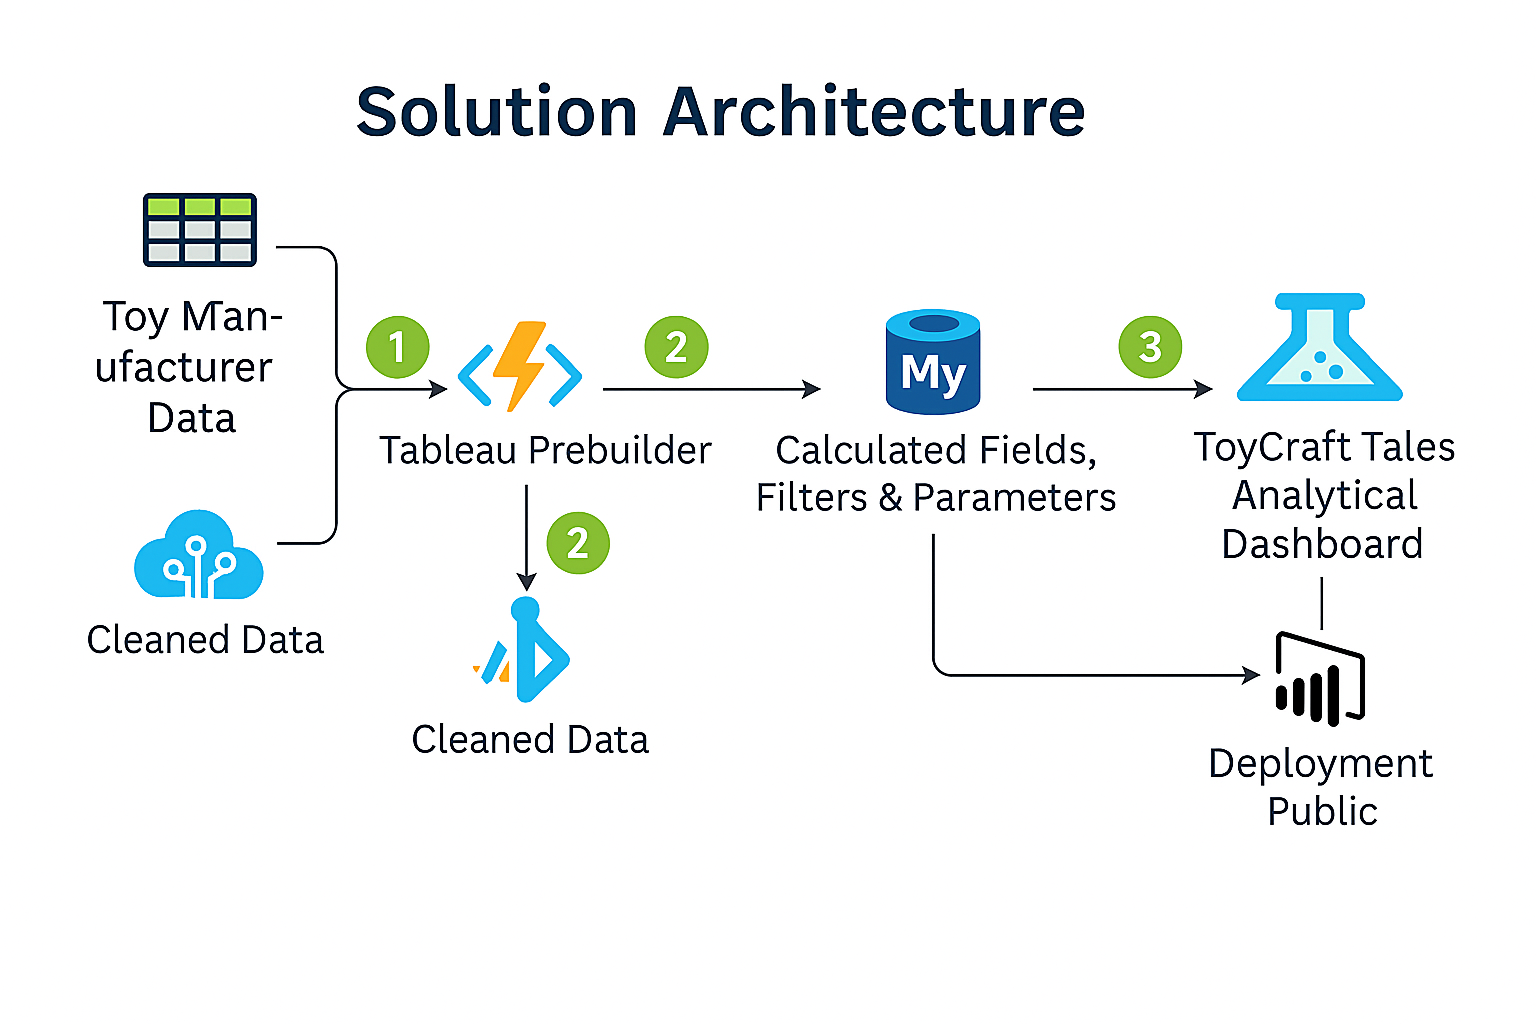 Solution Architecture
Toy Man-
ufacturer
Data
1
Tableau Prebuilder
2
My
Calculated Fields,
Filters & Parameters
3
ToyCraft Tales
Analytical
Dashboard
Cleaned Data
2
Cleaned Data
Deployment
Public